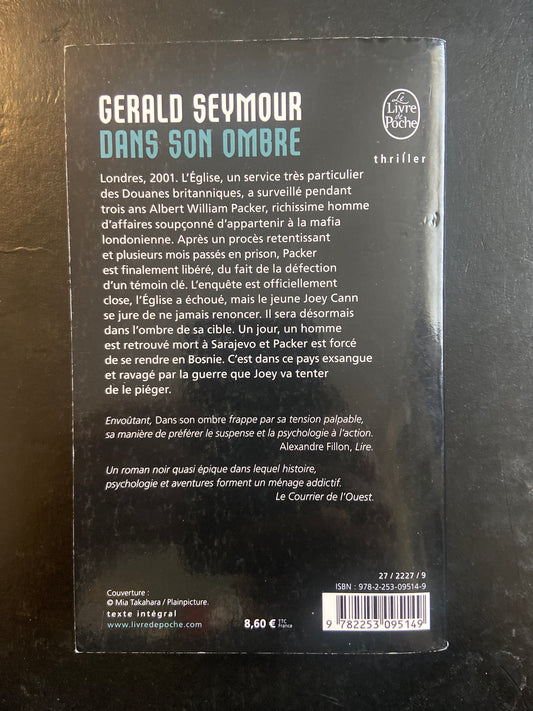 GERALD SEYMOUR
DANS SON OMBRE
Le
Livre
de
Poche
thriller
Londres, 2001. L'Église, un service très particulier
des Douanes britanniques, a surveillé pendant
trois ans Albert William Packer, richissime homme
d'affaires soupçonné d'appartenir à la mafia
londonienne. Après un procès retentissant
et plusieurs mois passés en prison, Packer
est finalement libéré, du fait de la défection
d'un témoin clé. L'enquête est officiellement
close, l'Église a échoué, mais le jeune Joey Cann
se jure de ne jamais renoncer. Il sera désormais
dans l'ombre de sa cible. Un jour, un homme
est retrouvé mort à Sarajevo et Packer est forcé
de se rendre en Bosnie. C'est dans ce pays exsangue
et ravagé par la guerre que Joey va tenter
de le piéger.
Envoûtant, Dans son ombre frappe par sa tension palpable,
sa manière de préférer le suspense et la psychologie à l'action.
Alexandre Fillon, Lire.
Un roman noir quasi épique dans lequel histoire,
psychologie et aventures forment un ménage addictif.
Le Courrier de l'Ouest.
Couverture :
© Mia Takahara / Plainpicture.
texte intégral
www.livredepoche.com
8,60 € TTC
France
27 / 2227 / 9
ISBN : 978-2-253-09514-9
9 782253 095149